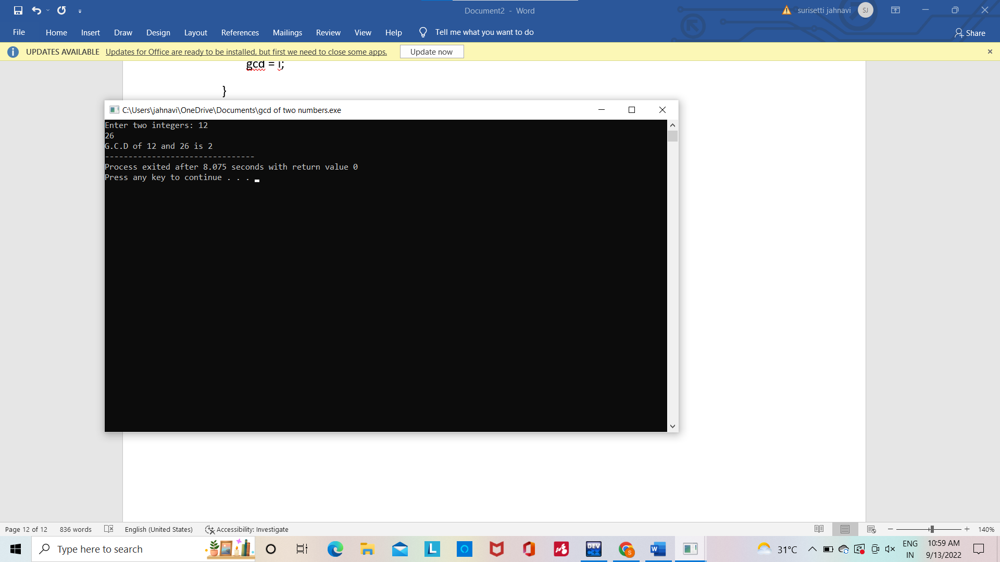 Document2 - Word
surisetti jahnavi
SJ
File
Home
Insert
Draw
Design
Layout
References
Mailings
Review
View
Help
Tell me what you want to do
Share
UPDATES AVAILABLE
Updates for Office are ready to be installed, but first we need to close some apps.
Update now
gcd = i;
}
C:\Users\jahnavi\OneDrive\Documents\gcd of two numbers.exe
Enter two integers: 12
26
G.C.D of 12 and 26 is 2
--------------------------------
Process exited after 8.075 seconds with return value 0
Press any key to continue . . .
Page 12 of 12
836 words
English (United States)
Accessibility: Investigate
140%
Type here to search
L
DEV
S
W
31°C
ENG
IN
10:59 AM
9/13/2022